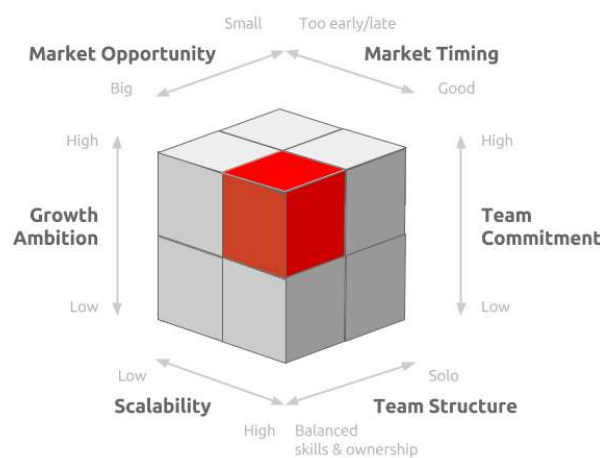 Small
Too early/late
Market Opportunity
Market Timing
Big
Good
High
High
Growth
Ambition
Team
Commitment
Low
Low
Low
Solo
Scalability
Team Structure
High
Balanced
skills & ownership